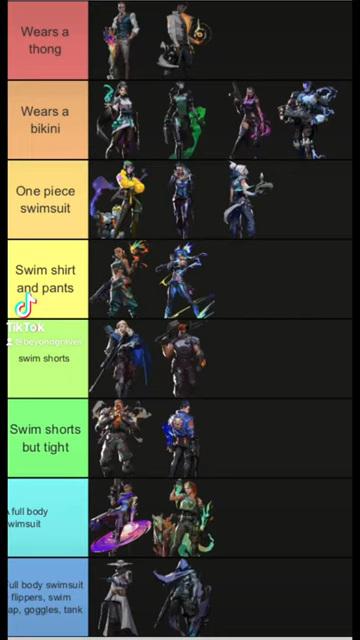 Wears a
thong
Wears a
bikini
One piece
swimsuit
Swim shirt
and pants
TikTok
@beyondgraves
swim shorts
Swim shorts
but tight
full body
wimsuit
ull body swimsuit
flippers, swim
ap, goggles, tank